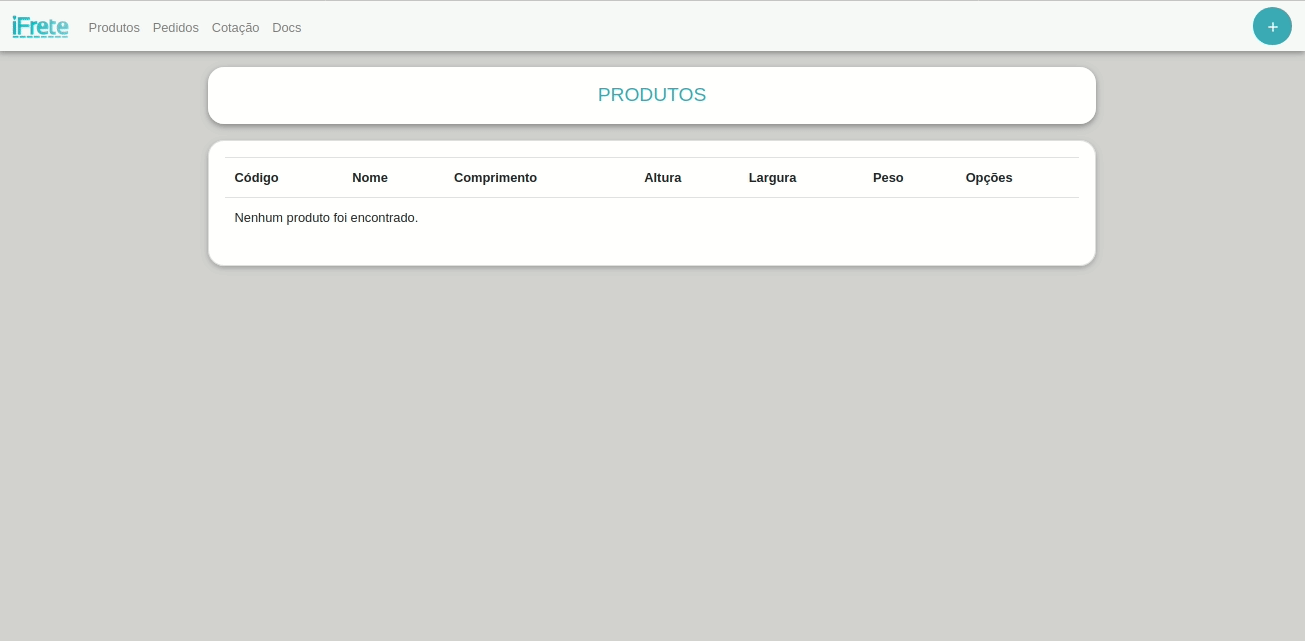 iFrete Produtos Pedidos Cotação Docs +
PRODUTOS
Código Nome Comprimento Altura Largura Peso Opções
Nenhum produto foi encontrado.